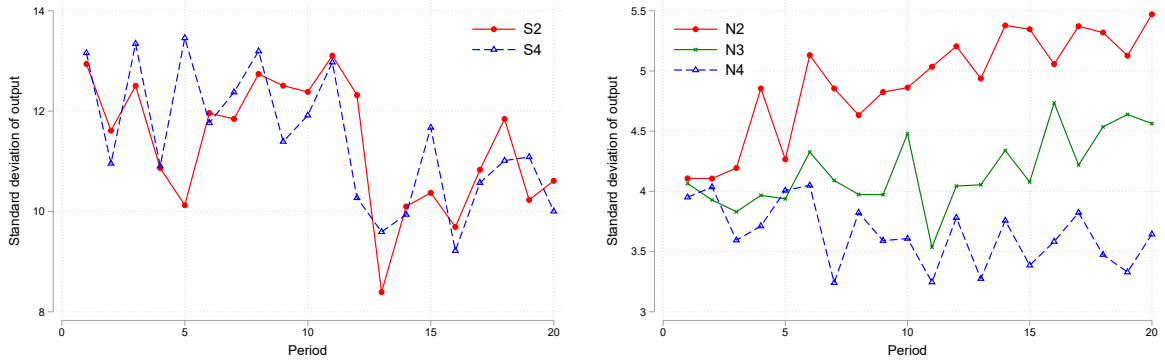 14
12
10
8
Standard deviation of output
0 5 10 15 20
Period
S2
S4
5.5
5
4.5
4
3.5
3
Standard deviation of output
0 5 10 15 20
Period
N2
N3
N4